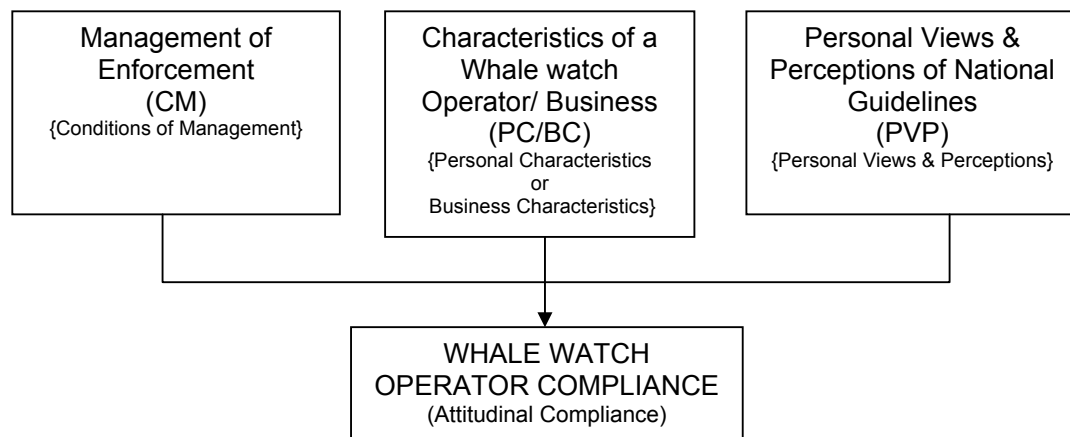 Management of
Enforcement
(CM)
{Conditions of Management}
Characteristics of a
Whale watch
Operator/ Business
(PC/BC)
{Personal Characteristics
or
Business Characteristics}
Personal Views &
Perceptions of National
Guidelines
(PVP)
{Personal Views & Perceptions}
WHALE WATCH
OPERATOR COMPLIANCE
(Attitudinal Compliance)